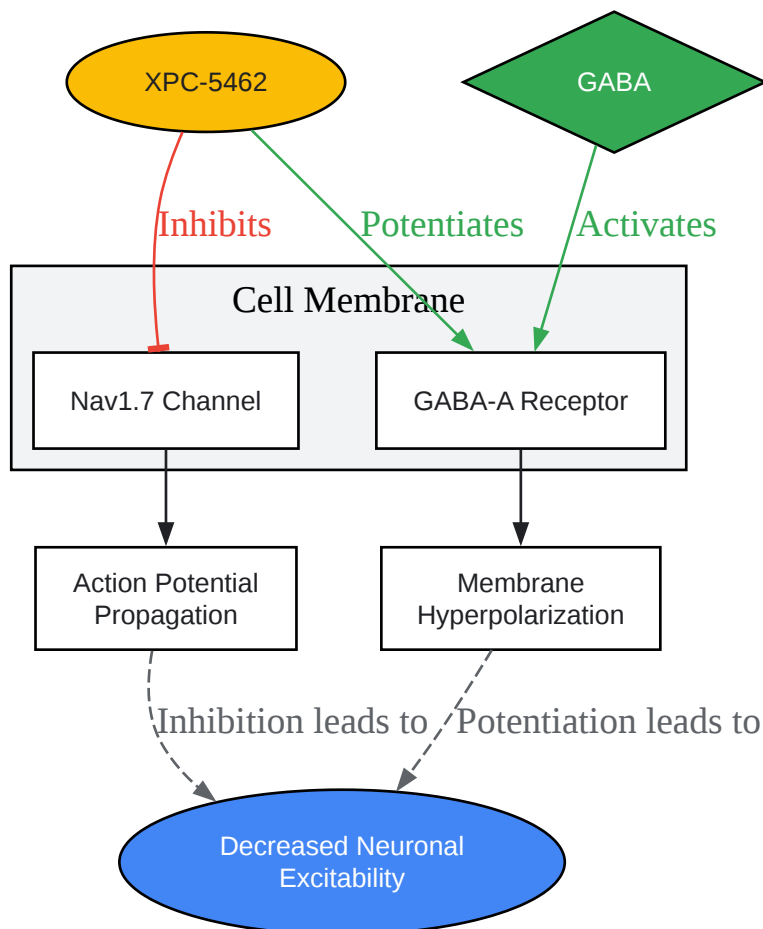 XPC-5462
GABA
Inhibits
Potentiates
Activates
Cell Membrane
Nav1.7 Channel
GABA-A Receptor
Action Potential
Propagation
Membrane
Hyperpolarization
Inhibition leads to
Potentiation leads to
Decreased Neuronal
Excitability